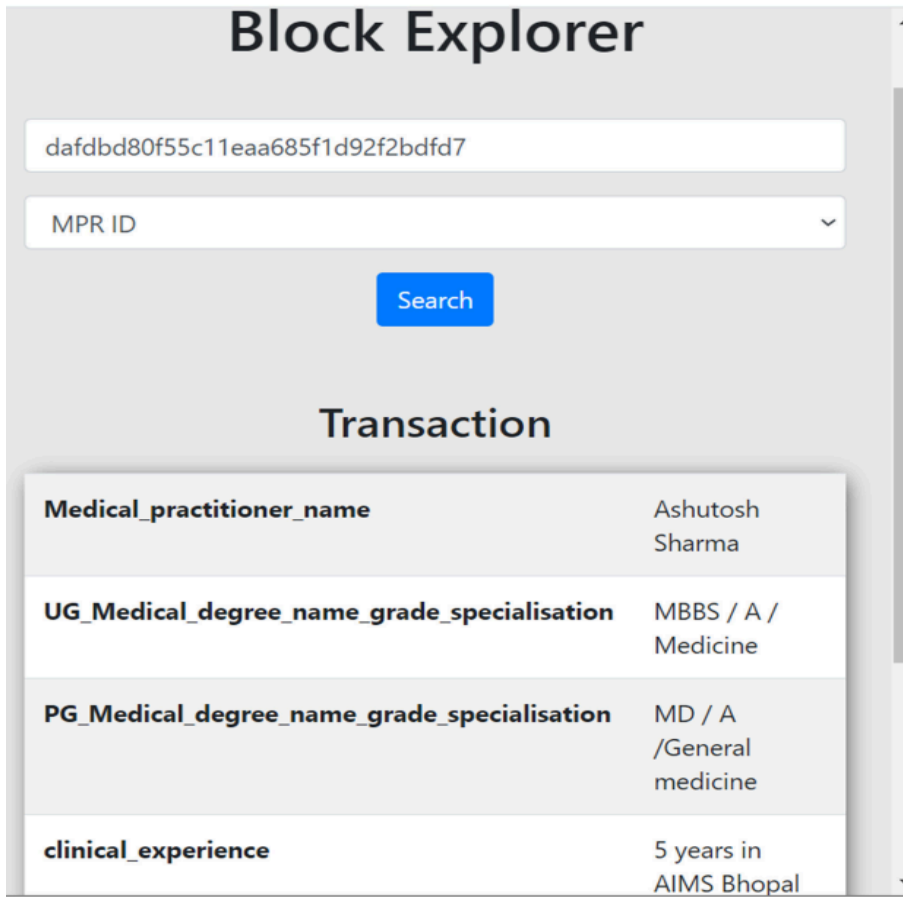 Block Explorer
dafdbd80f55c11eaa685f1d92f2bdfd7
MPR ID
Search
Transaction
Medical_practitioner_name Ashutosh
Sharma
UG_Medical_degree_name_grade_specialisation MBBS / A /
Medicine
PG_Medical_degree_name_grade_specialisation MD / A
/General
medicine
clinical_experience 5 years in
AIMS Bhopal